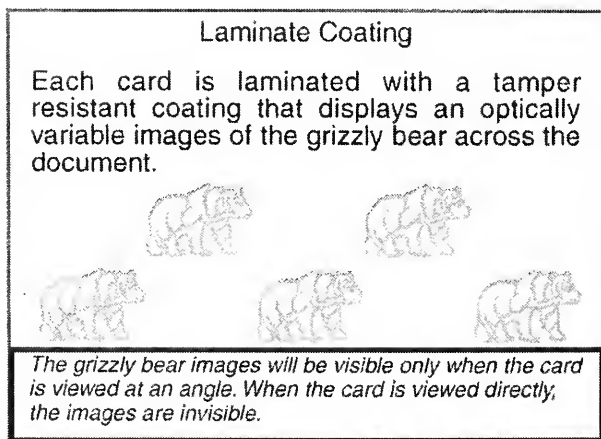 Laminate Coating
Each card is laminated with a tamper
resistant coating that displays an optically
variable images of the grizzly bear across the
document.
The grizzly bear images will be visible only when the card
is viewed at an angle. When the card is viewed directly,
the images are invisible.